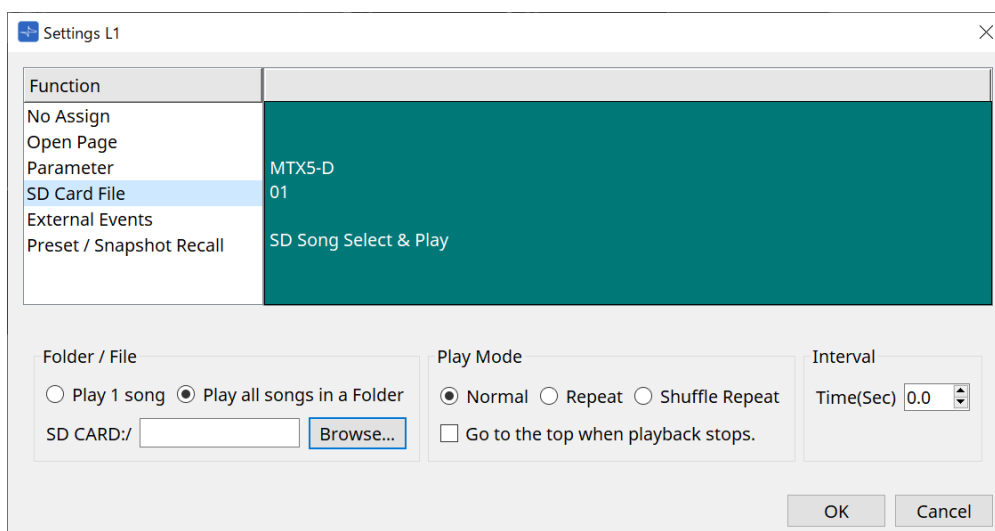 Settings L1
Function
No Assign
Open Page
Parameter
SD Card File
External Events
Preset / Snapshot Recall
MTX5-D
01
SD Song Select & Play
Folder / File
Play 1 song Play all songs in a Folder
SD CARD:/ Browse...
Play Mode
Normal Repeat Shuffle Repeat
Go to the top when playback stops.
Interval
Time(Sec) 0.0
OK Cancel